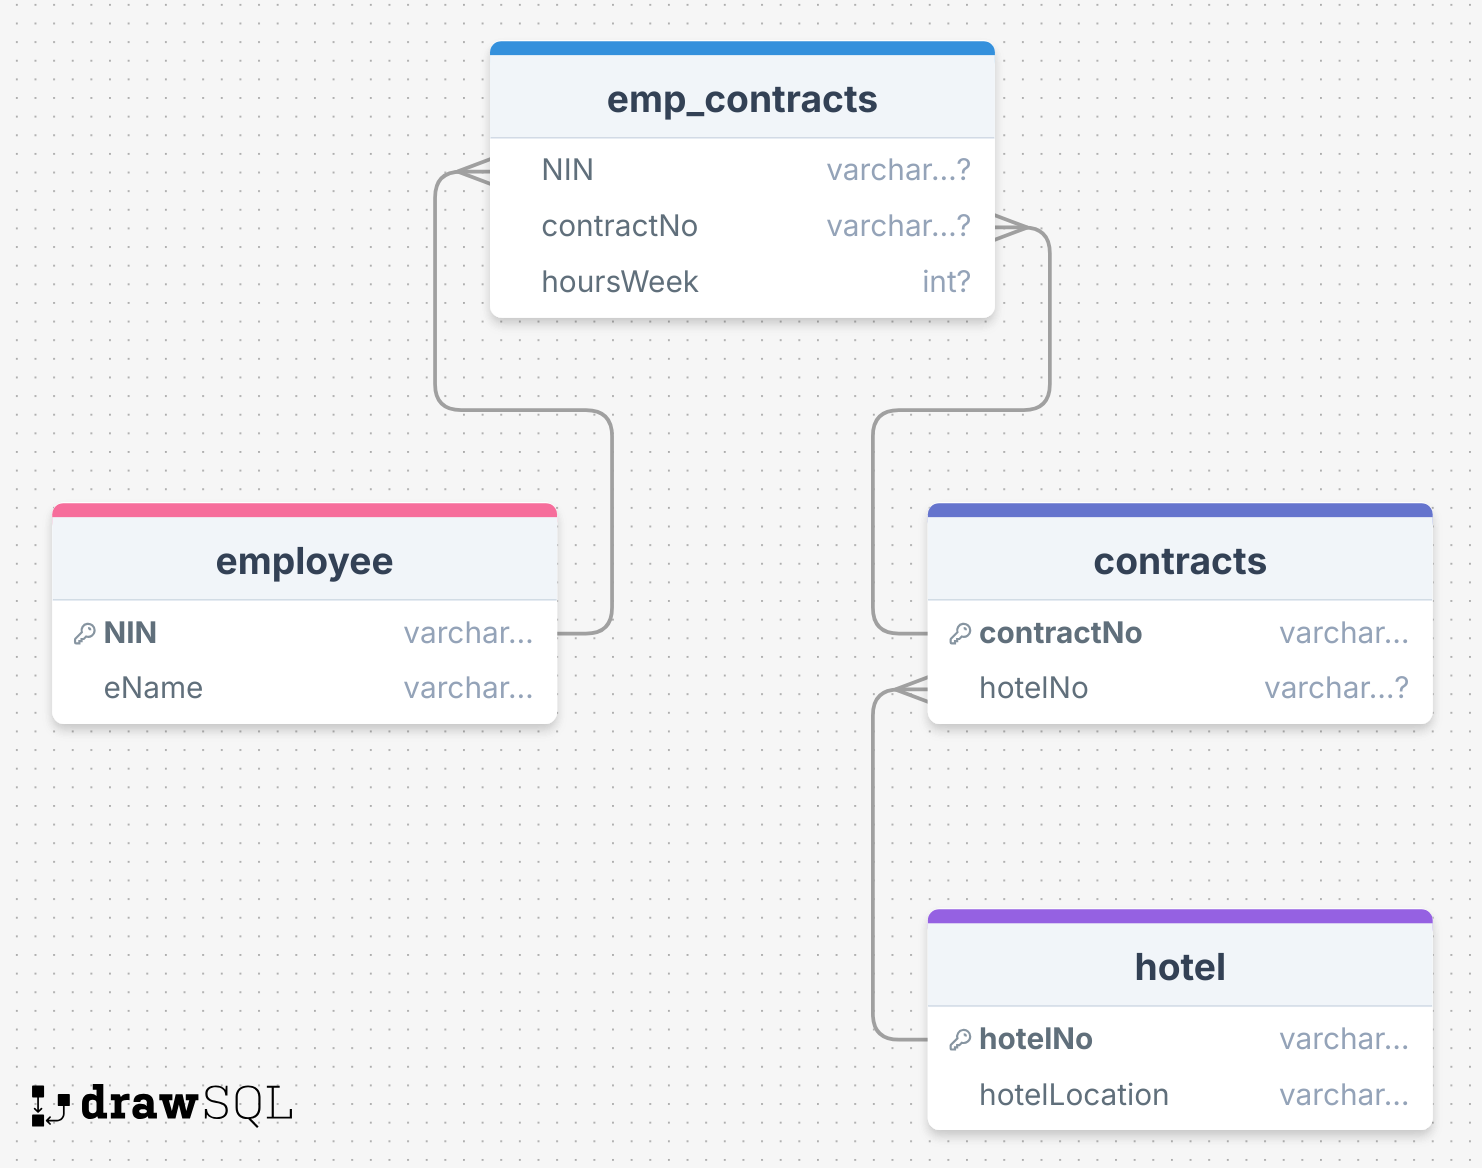 emp_contracts
NIN varchar...?
contractNo varchar...?
hoursWeek int?
employee
NIN varchar...
eName varchar...
contracts
contractNo varchar...
hotelNo varchar...?
hotel
hotelNo varchar...
hotelLocation varchar...
drawSQL